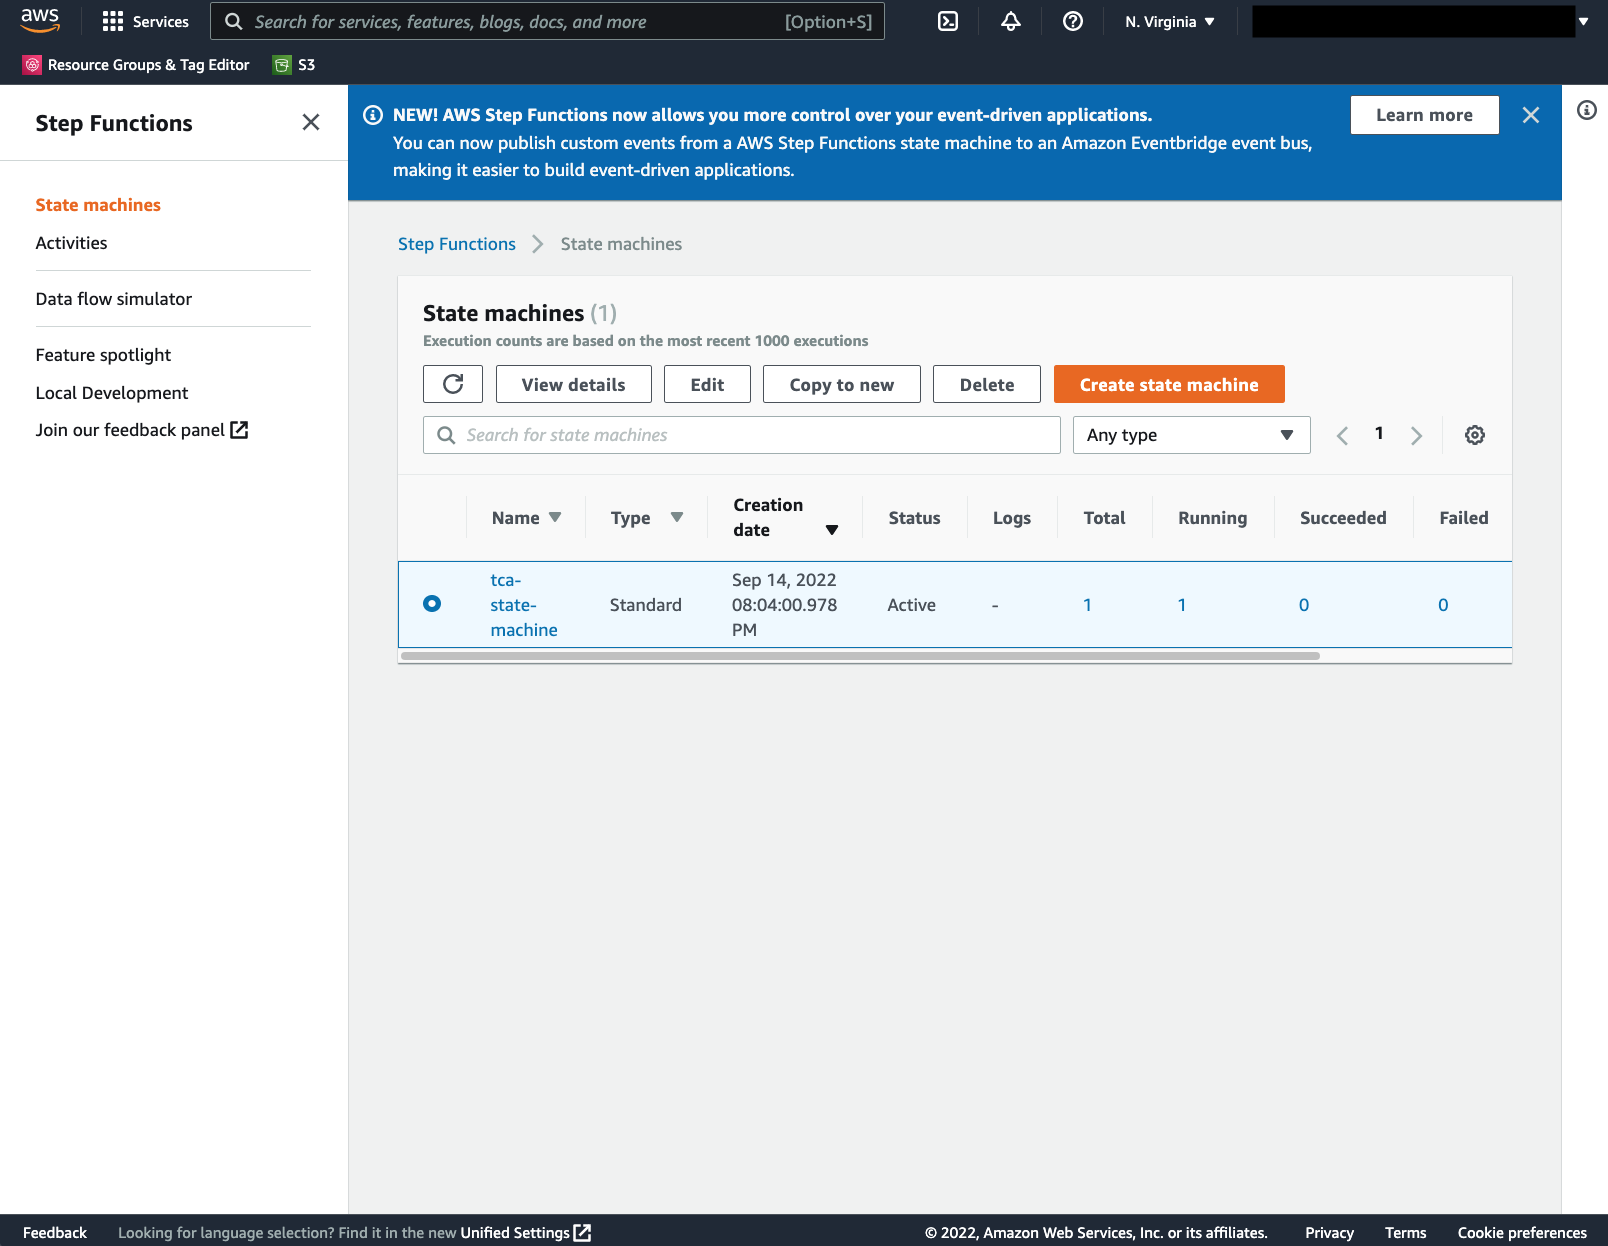 aws
Services
Search for services, features, blogs, docs, and more [Option+S]
N. Virginia
Resource Groups & Tag Editor
S3
Step Functions
State machines
Activities
Data flow simulator
Feature spotlight
Local Development
Join our feedback panel
NEW! AWS Step Functions now allows you more control over your event-driven applications.
You can now publish custom events from a AWS Step Functions state machine to an Amazon Eventbridge event bus,
making it easier to build event-driven applications.
Learn more
Step Functions State machines
State machines (1)
Execution counts are based on the most recent 1000 executions
View details Edit Copy to new Delete Create state machine
Search for state machines
Any type
1
Name Type Creation date Status Logs Total Running Succeeded Failed
tca-
state-
machine
Standard
Sep 14, 2022
08:04:00.978
PM
Active - 1 1 0 0
Feedback Looking for language selection? Find it in the new Unified Settings © 2022, Amazon Web Services, Inc. or its affiliates. Privacy Terms Cookie preferences